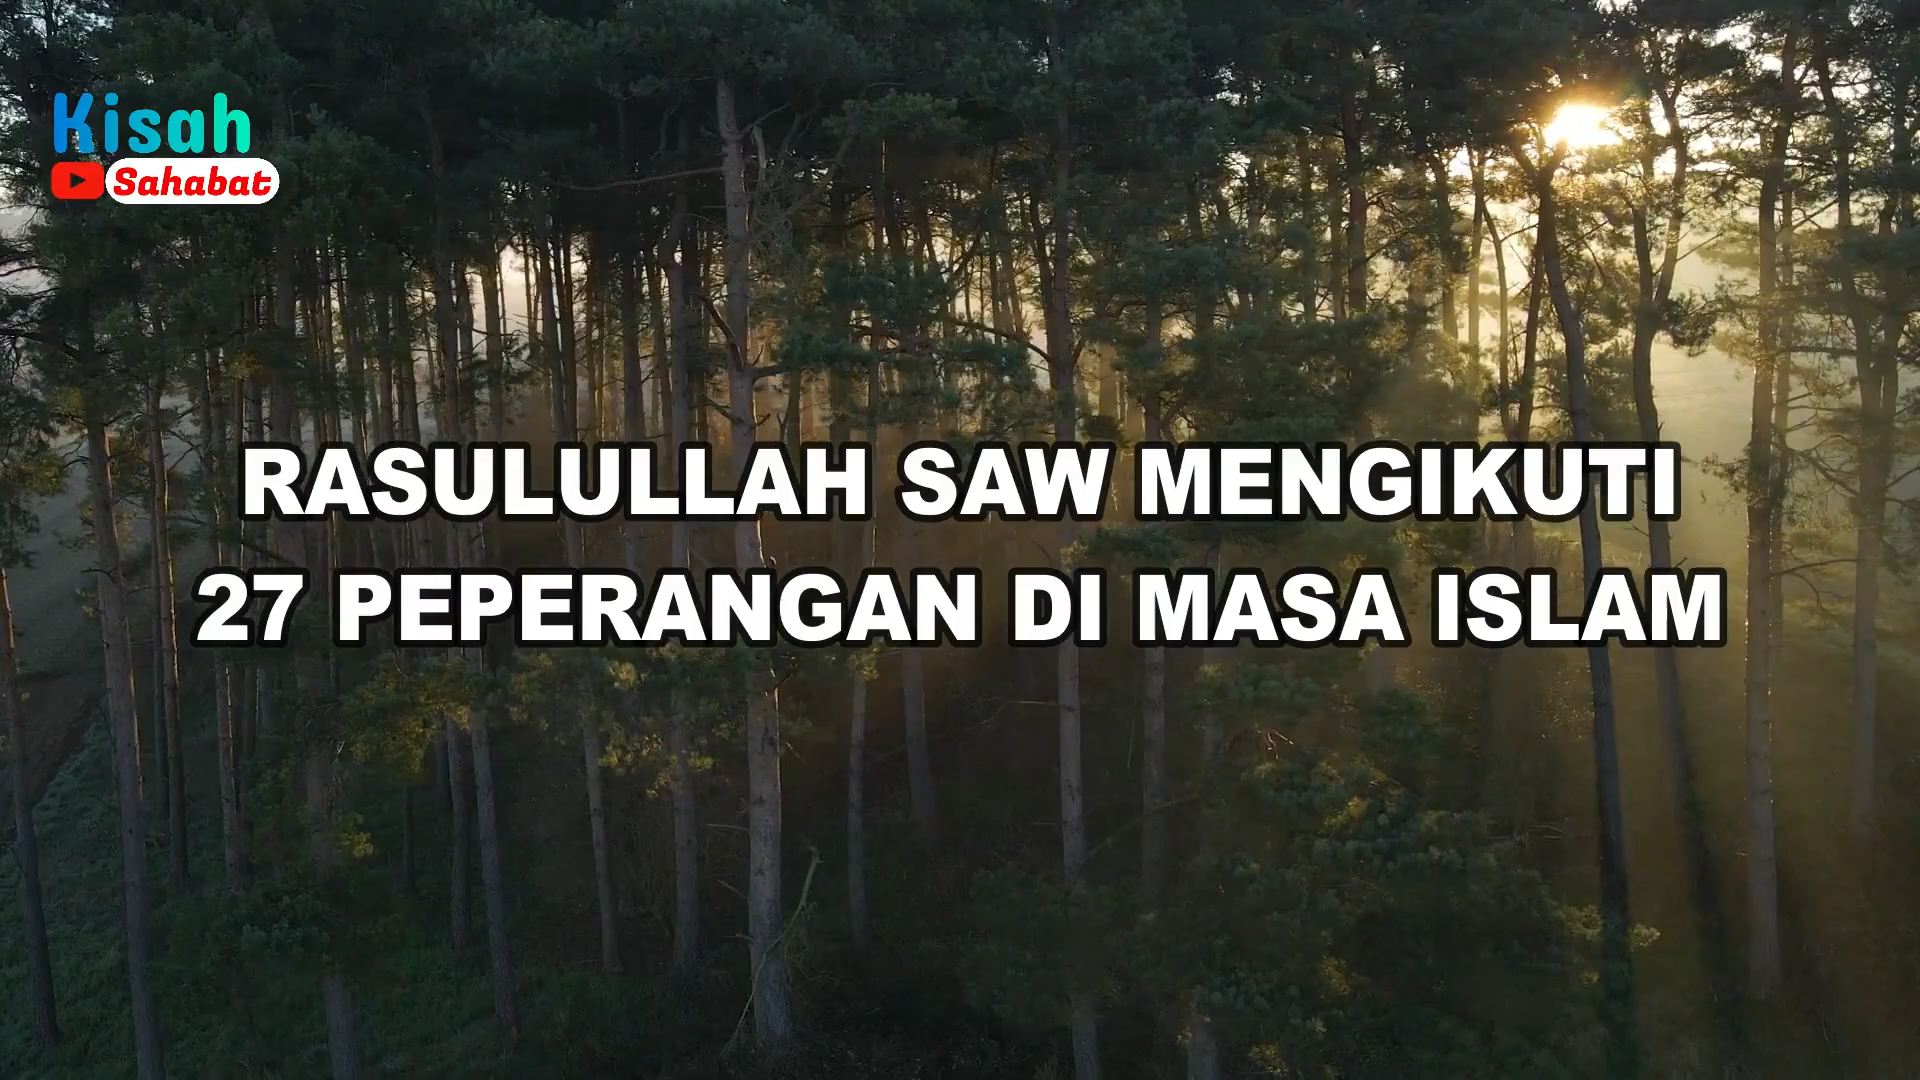 Kisah
Sahabat
RASULULLAH SAW MENGIKUTI
27 PEPERANGAN DI MASA ISLAM